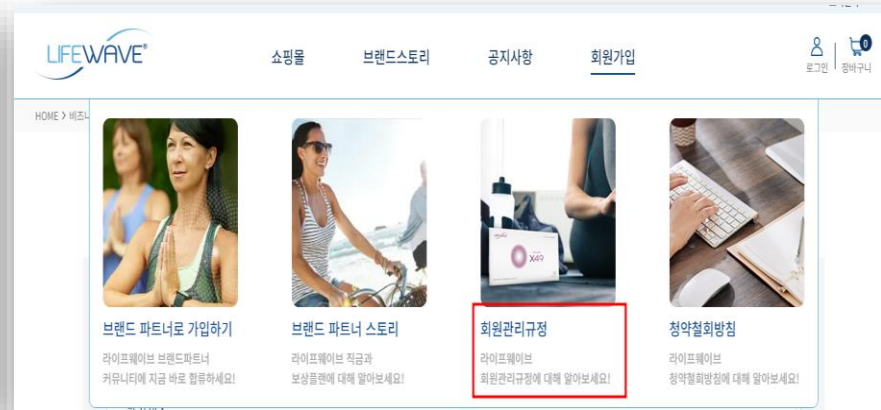 LIFEWAVE®
쇼핑몰 브랜드스토리 공지사항 회원가입
0
로그인 장바구니
HOME > 비즈니
X49
브랜드 파트너로 가입하기
라이프웨이브 브랜드파트너
커뮤니티에 지금 바로 합류하세요!
브랜드 파트너 스토리
라이프웨이브 직급과
보상플랜에 대해 알아보세요!
회원관리규정
라이프웨이브
회원관리규정에 대해 알아보세요!
청약철회방침
라이프웨이브
청약철회방침에 대해 알아보세요!